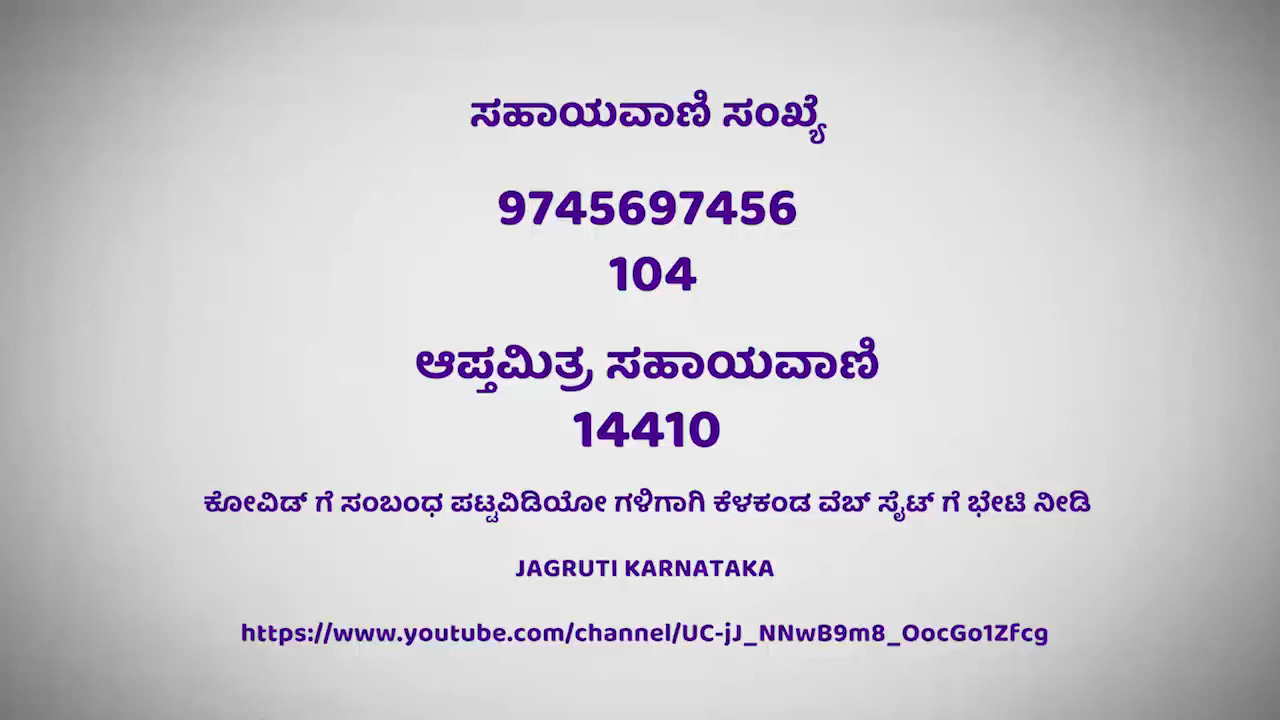 ಸಹಾಯವಾಣಿ ಸಂಖ್ಯೆ
9745697456
104
ಆಪ್ತಮಿತ್ರ ಸಹಾಯವಾಣಿ
14410
ಕೋವಿಡ್ ಗೆ ಸಂಬಂಧ ಪಟ್ಟವಿಡಿಯೋ ಗಳಿಗಾಗಿ ಕೆಳಕಂಡ ವೆಬ್ ಸೈಟ್ ಗೆ ಭೇಟಿ ನೀಡಿ
JAGRUTI KARNATAKA
https://www.youtube.com/channel/UC-jJ_NNwB9m8_OocGo1Zfcg